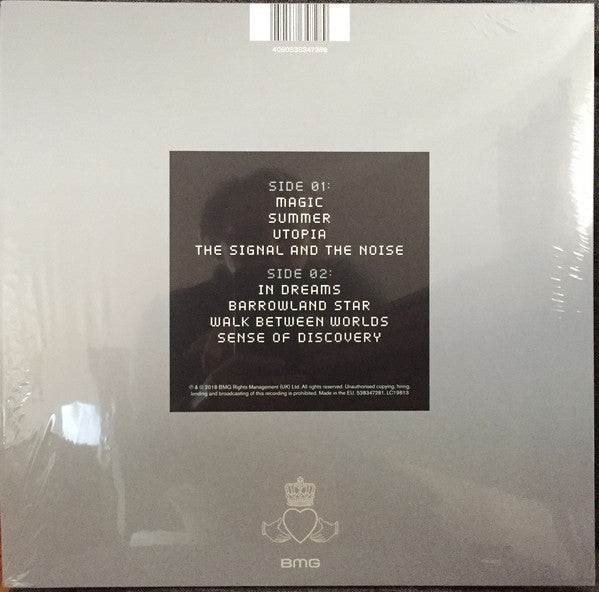 4050538347289
SIDE 01:
MAGIC
SUMMER
UTOPIA
THE SIGNAL AND THE NOISE
SIDE 02:
IN DREAMS
BARROWLAND STAR
WALK BETWEEN WORLDS
SENSE OF DISCOVERY
℗ & © 2018 BMG Rights Management (UK) Ltd. All rights reserved. Unauthorised copying, hiring,
lending and broadcasting of this recording is prohibited. Made in the EU. 538347281. LC19813
BMG